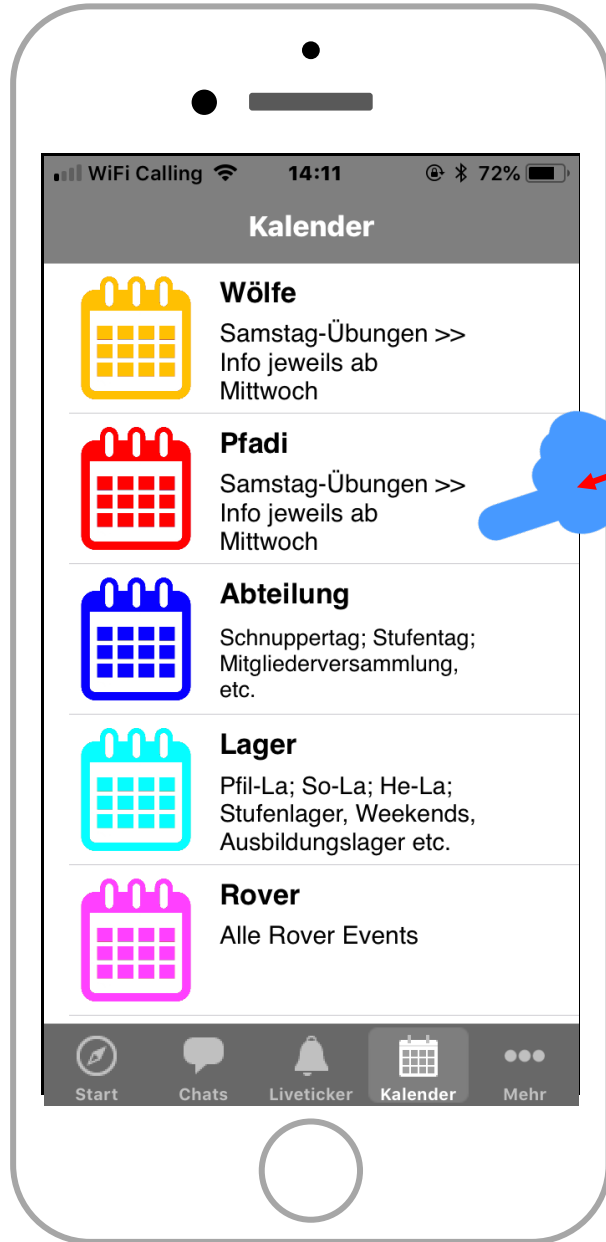 WiFi Calling 14:11 72%
Kalender
Wölfe
Samstag-Übungen >>
Info jeweils ab
Mittwoch
Pfadi
Samstag-Übungen >>
Info jeweils ab
Mittwoch
Abteilung
Schnuppertag; Stufentag;
Mitgliederversammlung,
etc.
Lager
Pfil-La; So-La; He-La;
Stufenlager, Weekends,
Ausbildungslager etc.
Rover
Alle Rover Events
Start Chats Liveticker Kalender Mehr